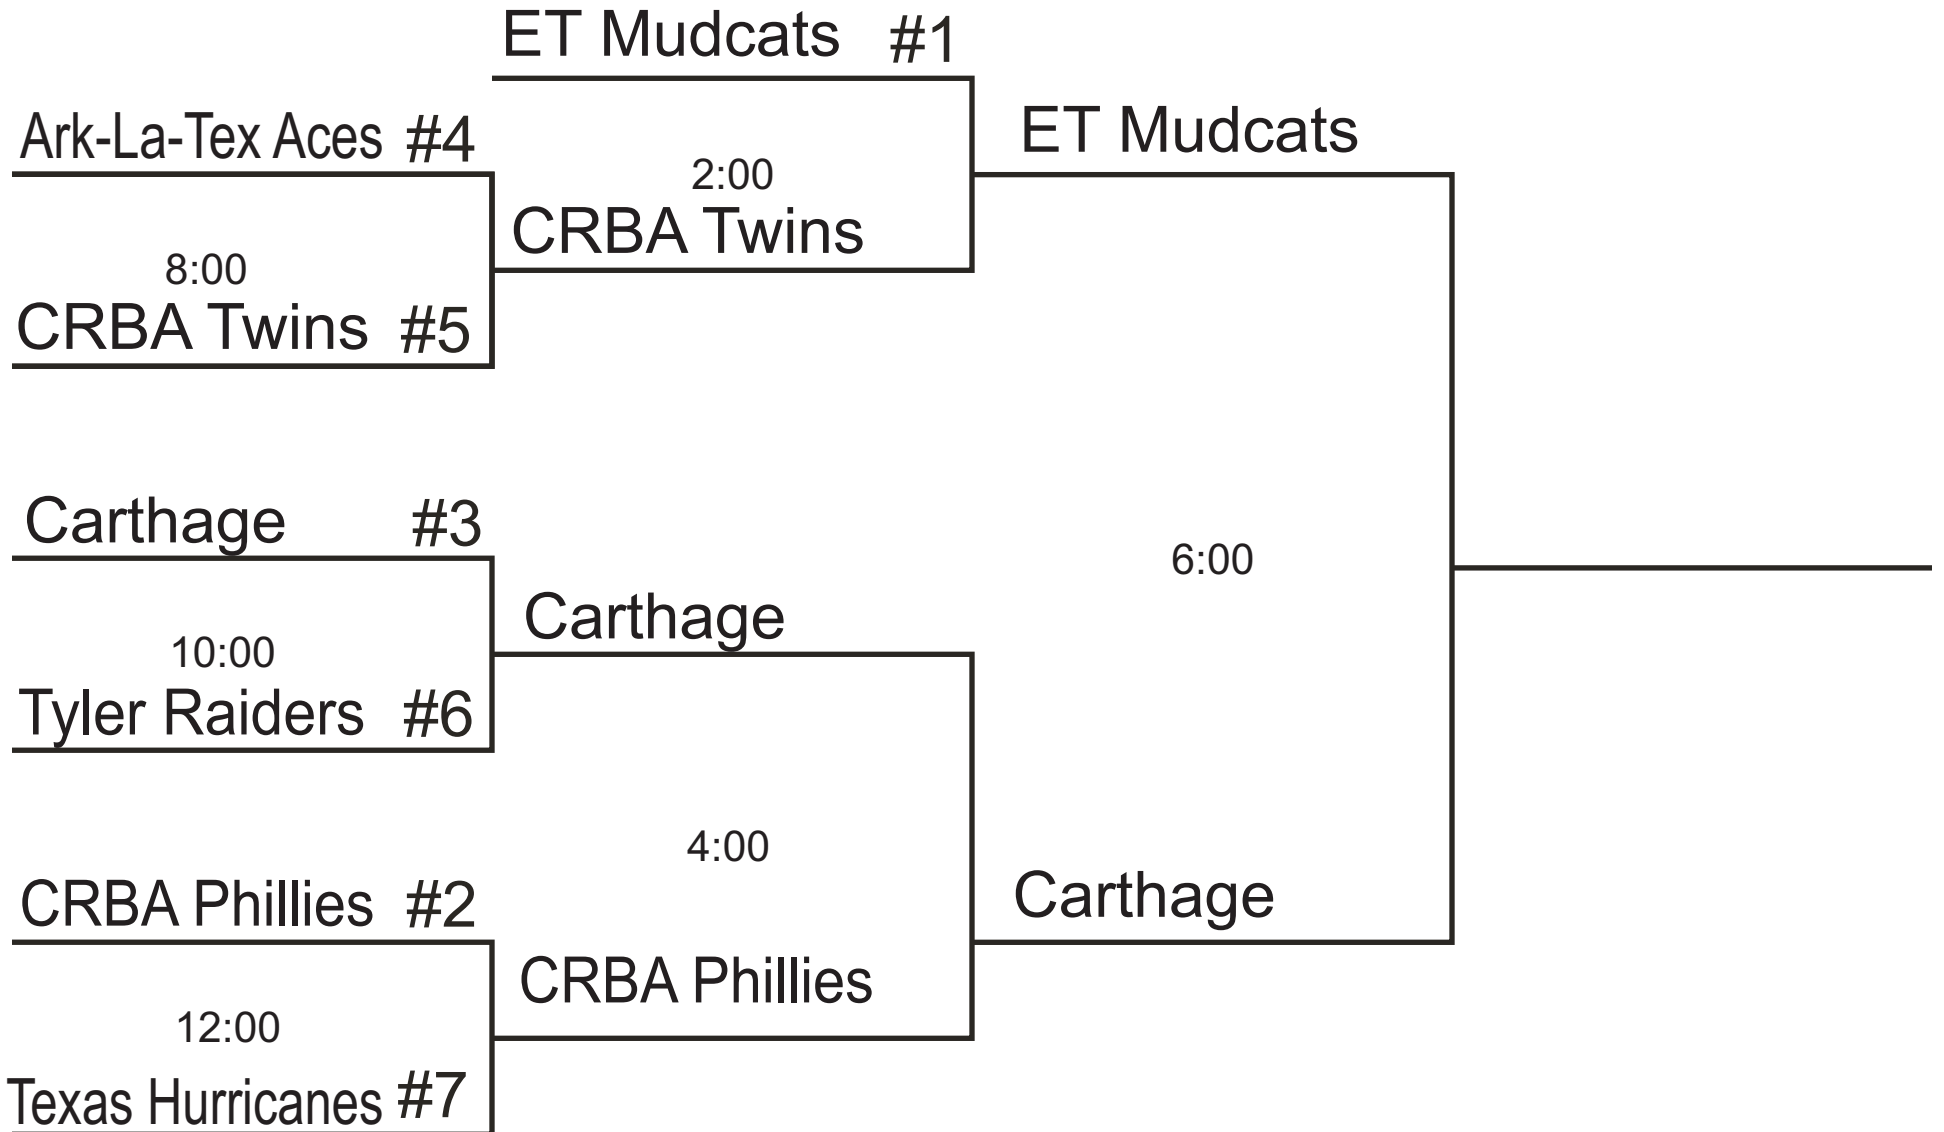 ET Mudcats #1
Ark-La-Tex Aces #4
ET Mudcats
2:00
CRBA Twins
8:00
CRBA Twins #5
Carthage #3
6:00
Carthage
10:00
Tyler Raiders #6
4:00
CRBA Phillies #2
Carthage
CRBA Phillies
12:00
Texas Hurricanes #7